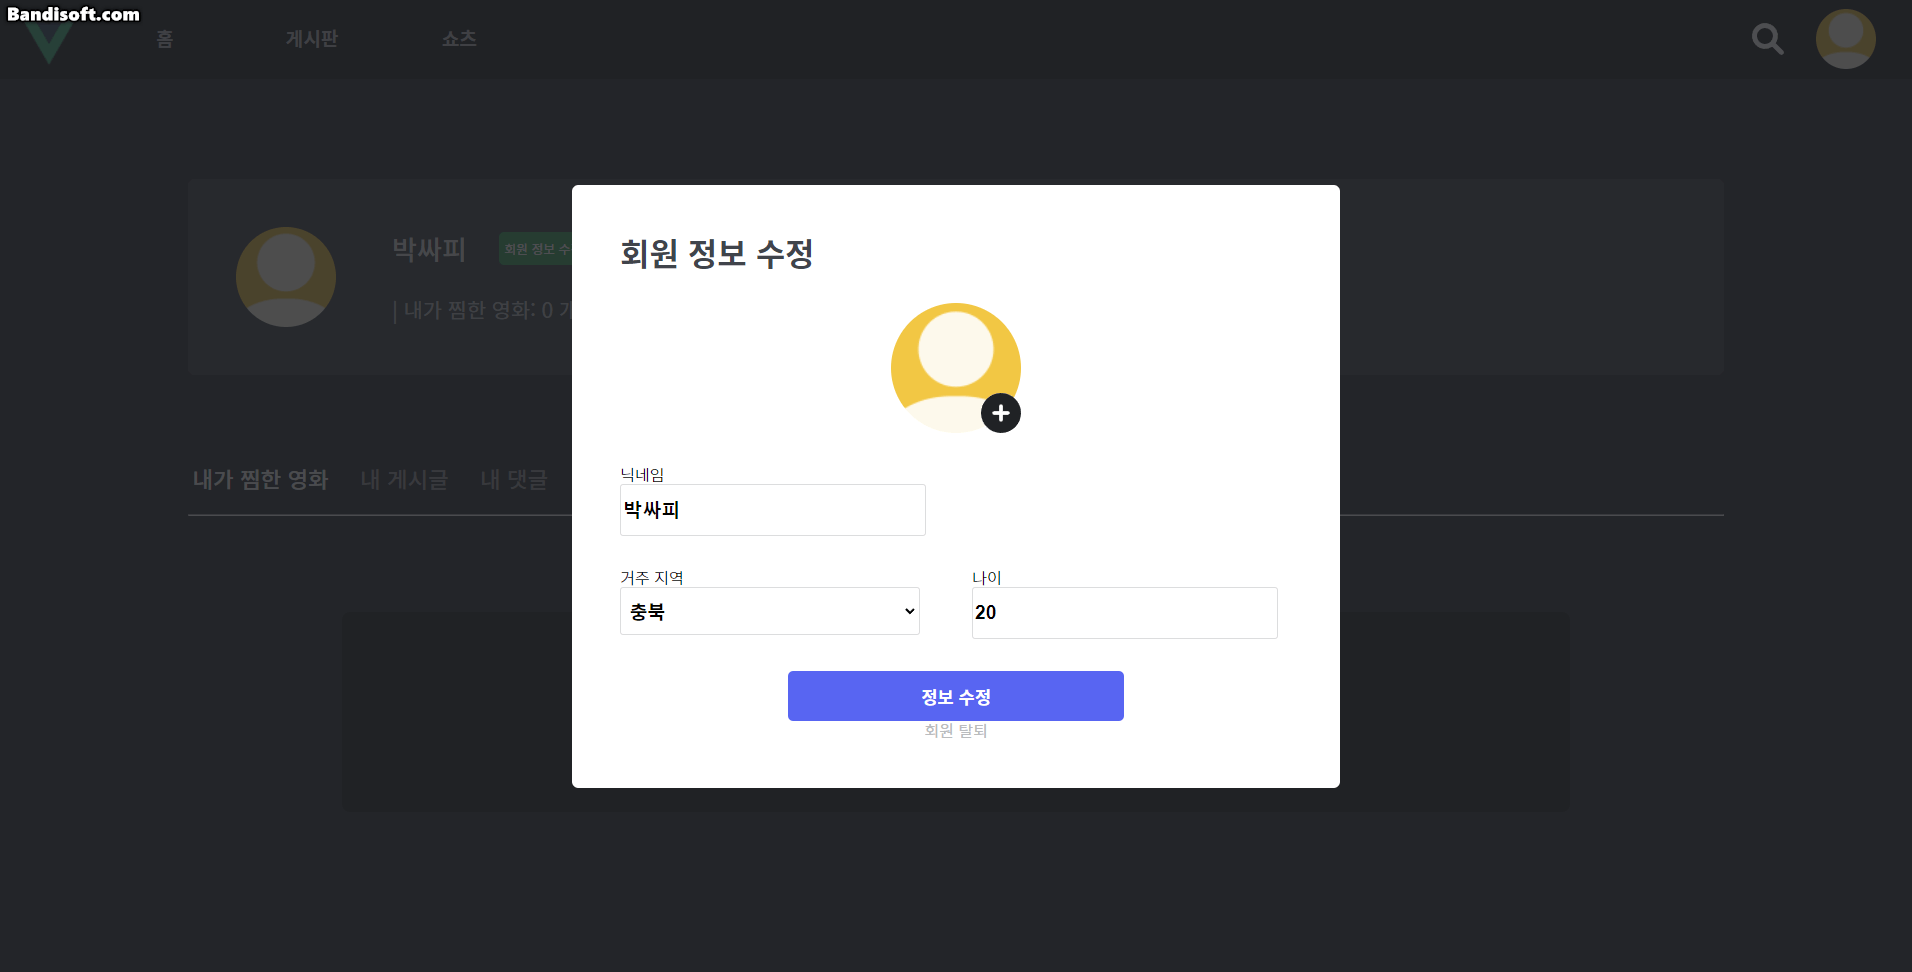 Bandisoft.com
홈 게시판 쇼츠
박싸피 회원 정보 수
| 내가 찜한 영화: 0
내가 찜한 영화 내 게시글 내 댓글
회원 정보 수정
닉네임
박싸피
거주 지역 나이
충북 20
정보 수정
회원 탈퇴